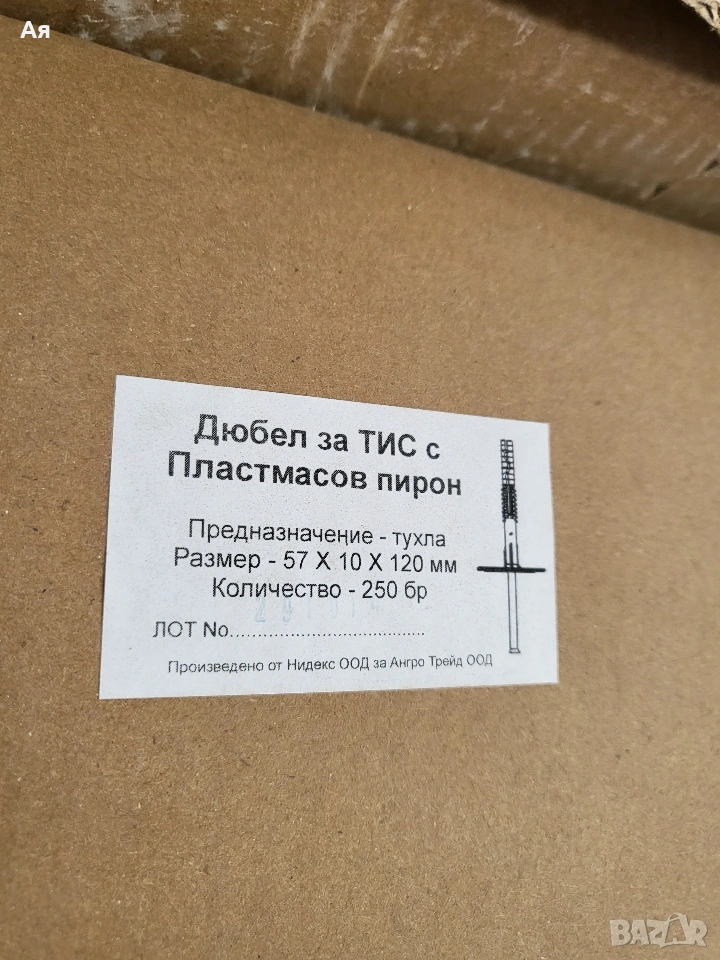 Ая
Дюбел за ТИС с
Пластмасов пирон
Предназначение - тухла
Размер - 57 X 10 X 120 мм
Количество - 250 бр
ЛОТ No.....................................
Произведено от Нидекс ООД за Ангро Трейд ООД
BAZAR